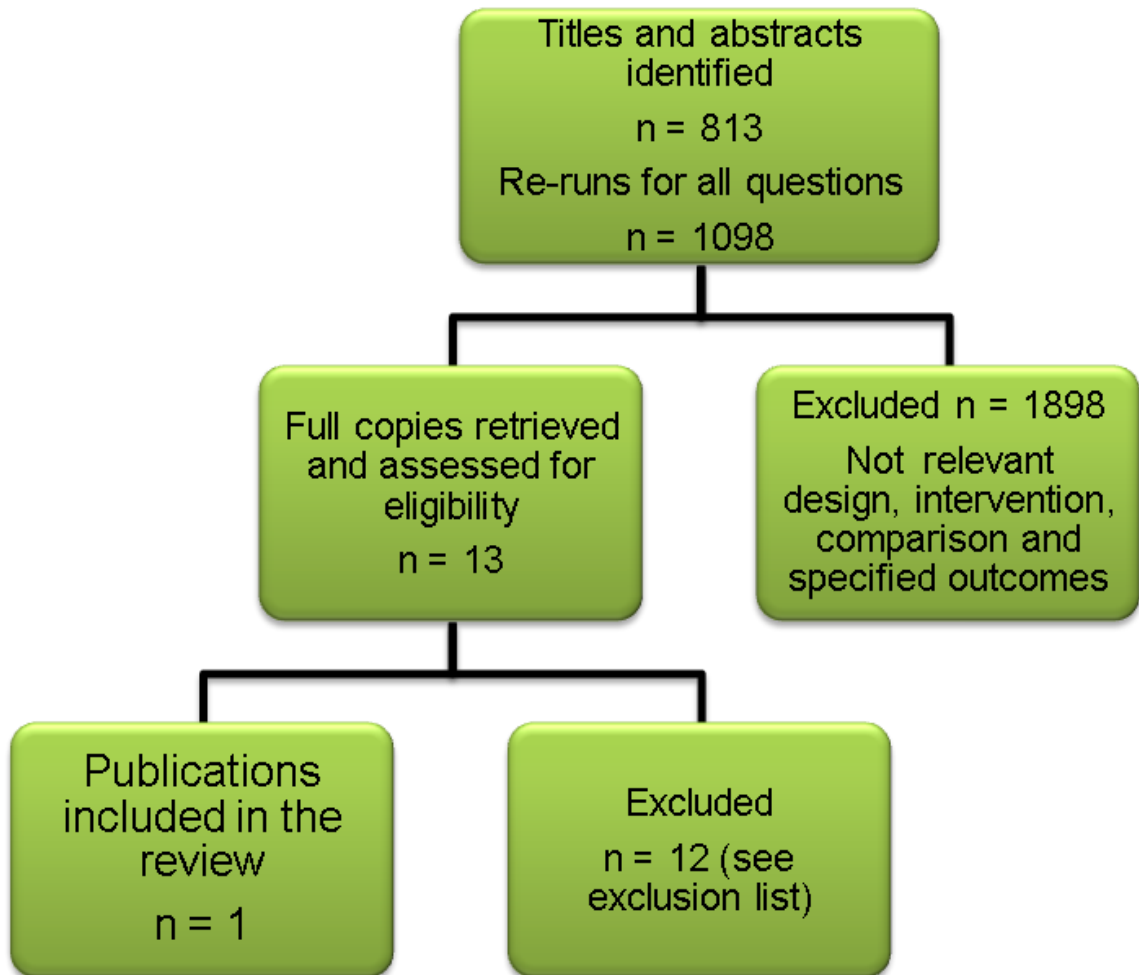 Titles and abstracts
identified
n = 813
Re-runs for all questions
n = 1098
Full copies retrieved
and assessed for
eligibility
n = 13
Excluded n = 1898
Not relevant
design, intervention,
comparison and
specified outcomes
Publications
included in the
review
n = 1
Excluded
n = 12 (see
exclusion list)